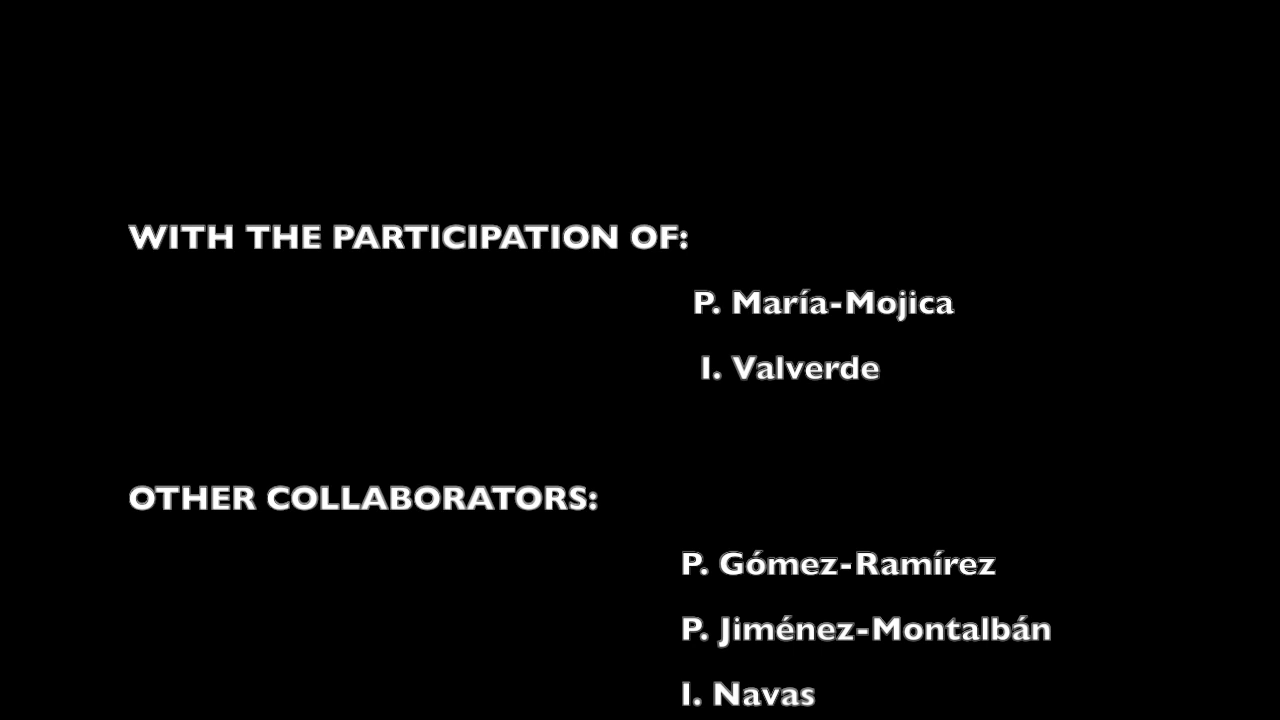 WITH THE PARTICIPATION OF:
P. María-Mojica
I. Valverde
OTHER COLLABORATORS:
P. Gómez-Ramírez
P. Jiménez-Montalbán
I. Navas